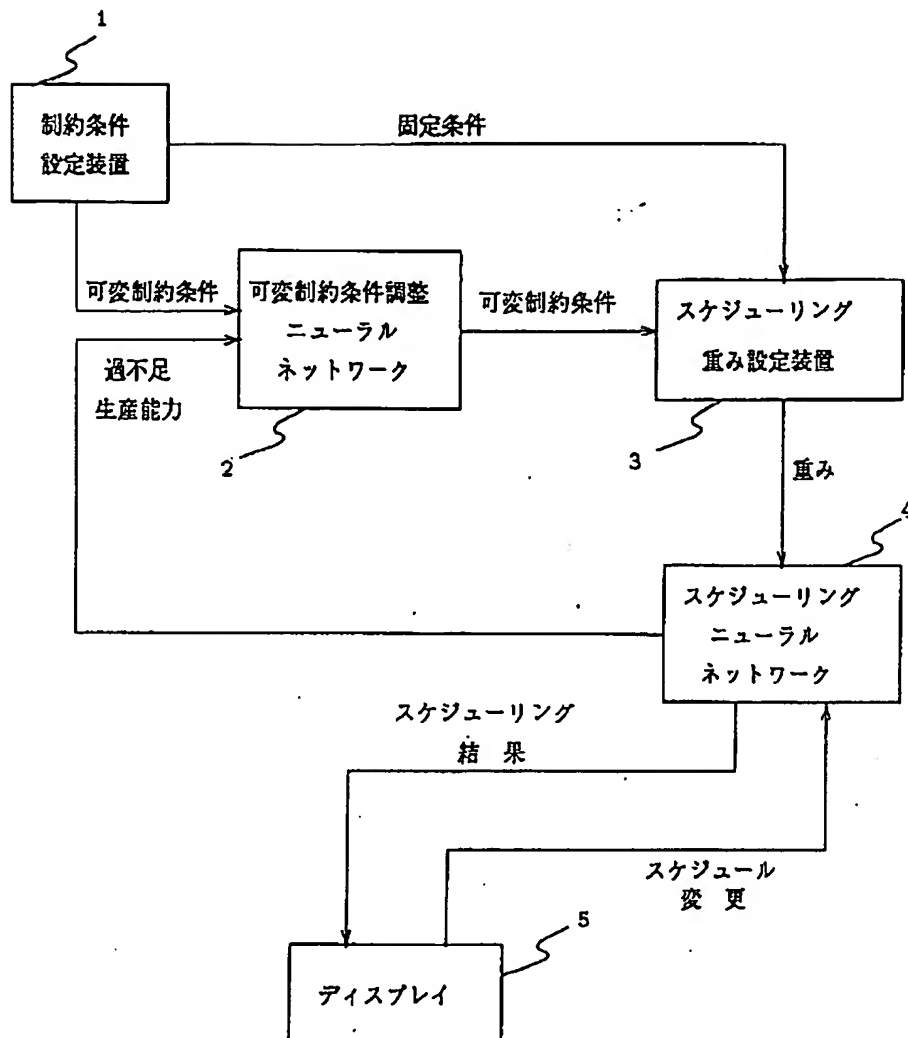 1
制約条件
設定装置
固定条件
可変制約条件
可変制約条件調整
ニューラル
ネットワーク
可変制約条件
スケジューリング
重み設定装置
過不足
生産能力
2
3
重み
4
スケジューリング
ニューラル
ネットワーク
スケジューリング
結 果
スケジュール
変 更
5
ディスプレイ